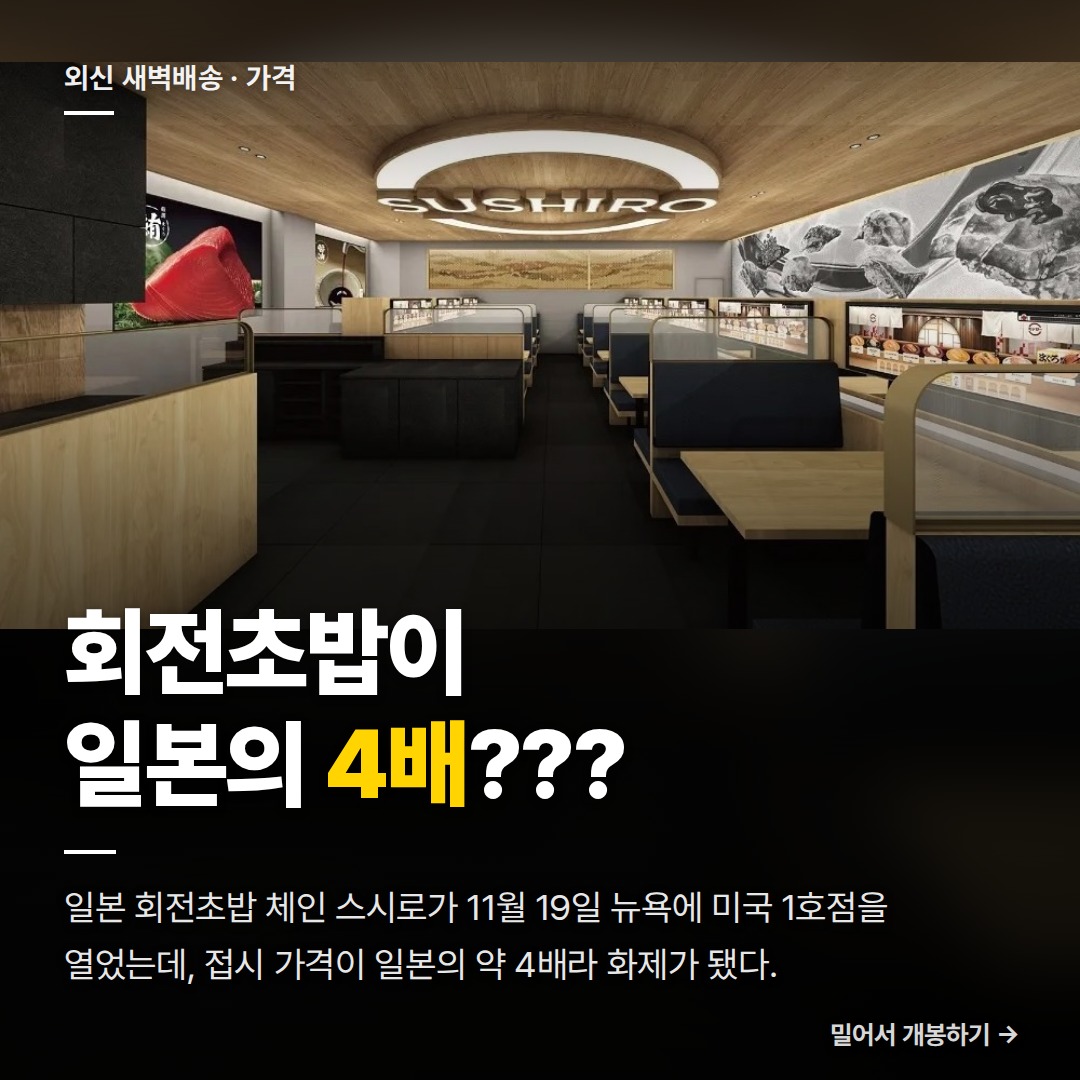 외신 새벽배송 · 가격
SUSHIRO
회전초밥이
일본의 4배???
일본 회전초밥 체인 스시로가 11월 19일 뉴욕에 미국 1호점을
열었는데, 접시 가격이 일본의 약 4배라 화제가 됐다.
밀어서 개봉하기 →